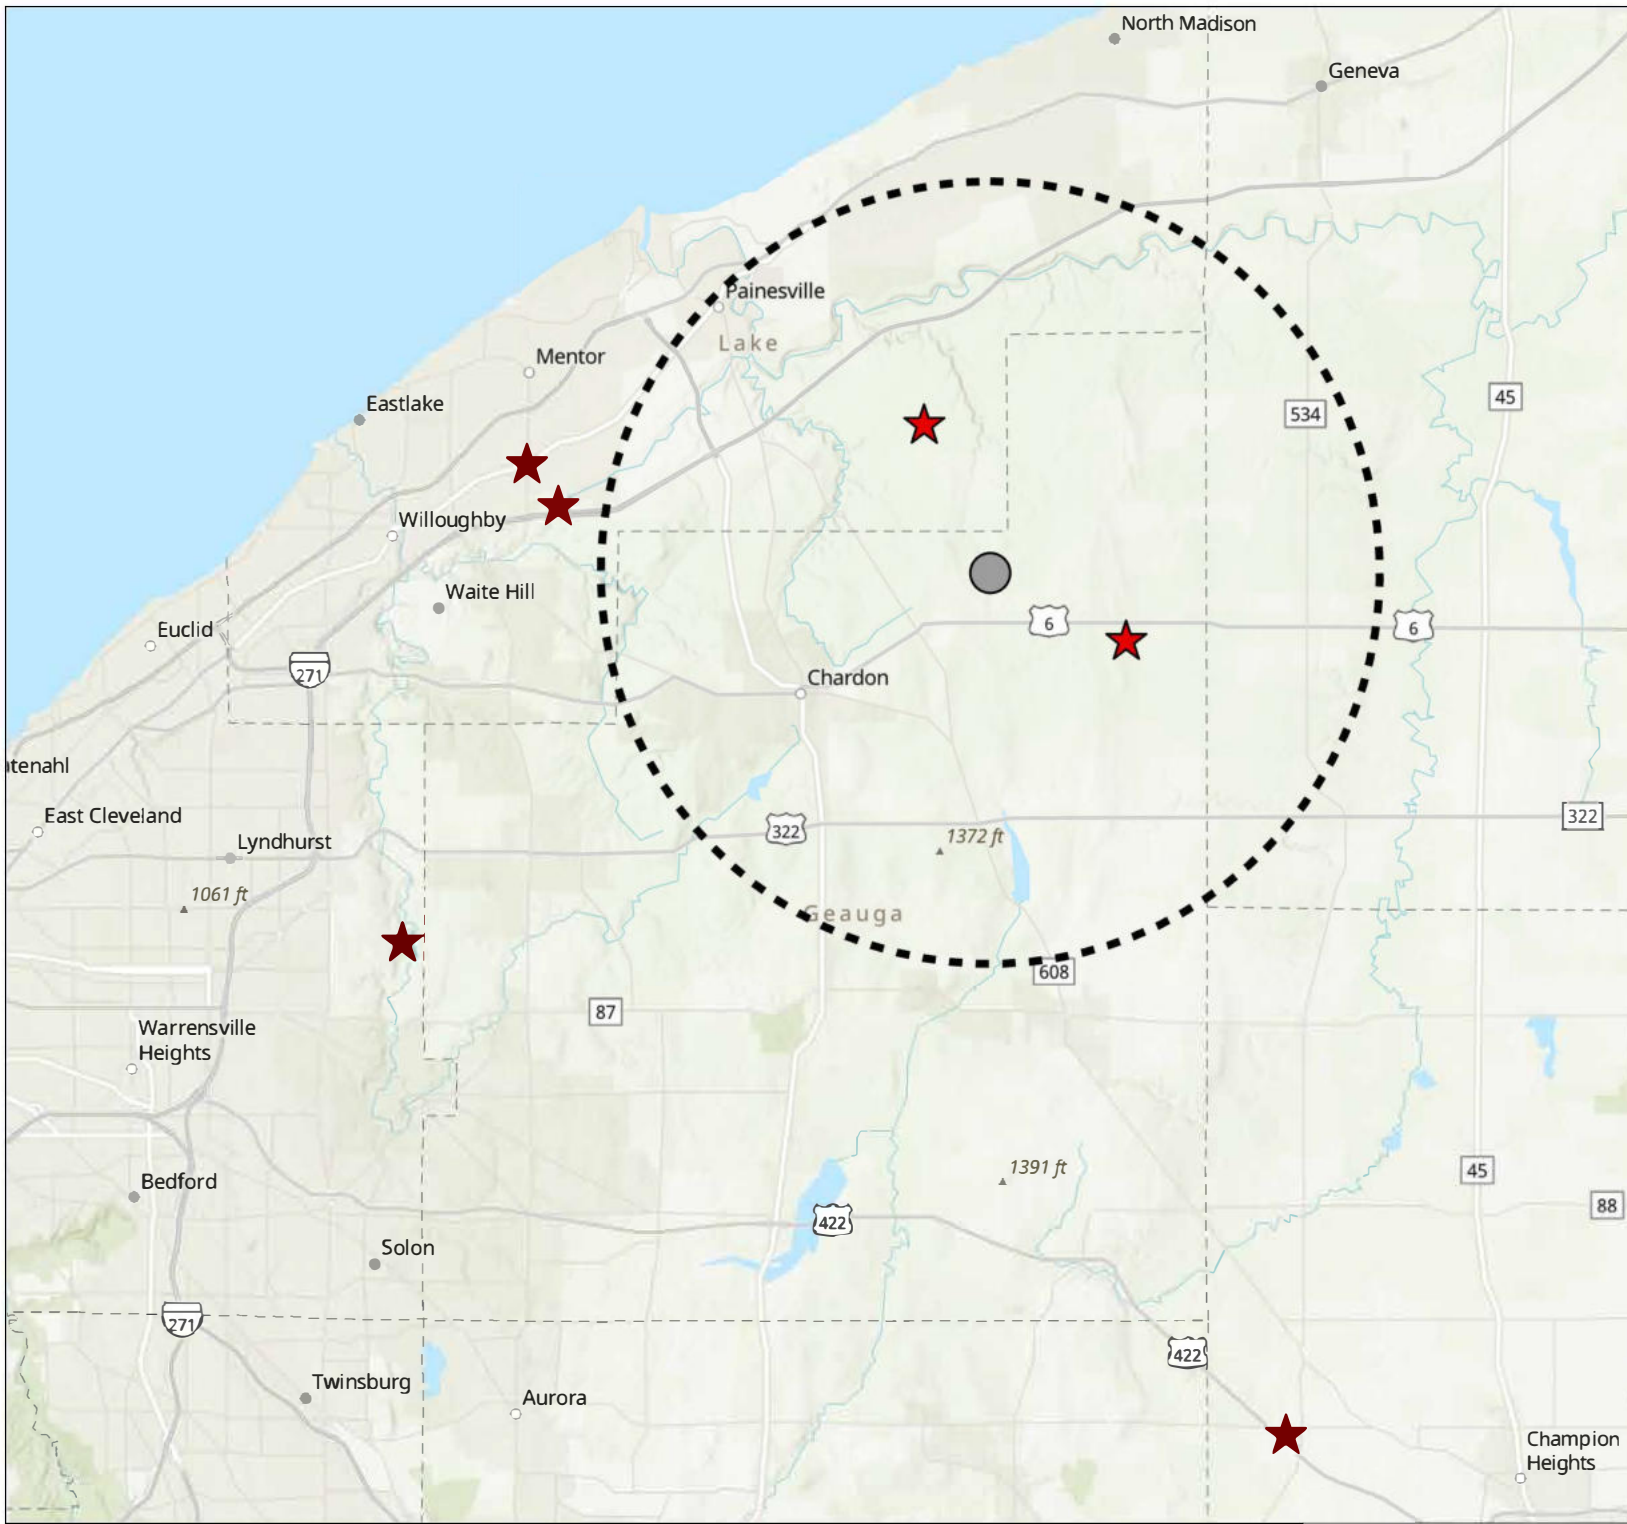 North Madison
Geneva
Painesville
Lake
Mentor
Eastlake
45
534
Willoughby
Waite Hill
Euclid
6
6
271
Chardon
atenahl
East Cleveland
322
322
1372 ft
Lyndhurst
1061 ft
Geauga
608
87
Warrensville
Heights
1391 ft
45
Bedford
88
422
Solon
271
422
Twinsburg
Aurora
Champion
Heights